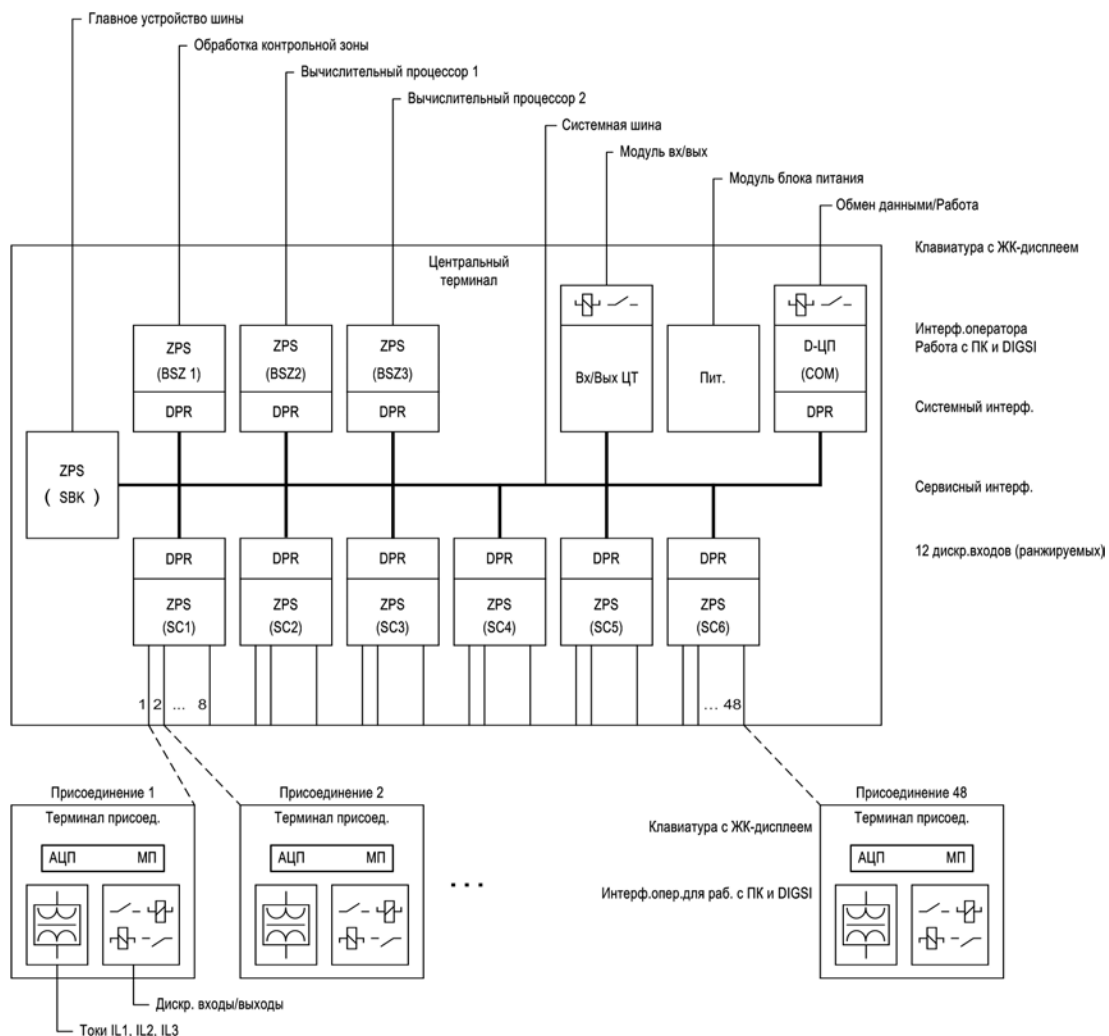 Главное устройство шины
Обработка контрольной зоны
Вычислительный процессор 1
Вычислительный процессор 2
Системная шина
Модуль вх/вых
Модуль блока питания
Обмен данными/Работа
Клавиатура с ЖК-дисплеем
Центральный
терминал
Интерф.оператора
Работа с ПК и DIGSI
ZPS
(BSZ 1)
DPR
ZPS
(BSZ2)
DPR
ZPS
(BSZ3)
DPR
Вх/Вых ЦТ
Пит.
D-ЦП
(COM)
DPR
Системный интерф.
ZPS
( SBK )
Сервисный интерф.
12 дискр.входов (ранжируемых)
DPR
ZPS
(SC1)
DPR
ZPS
(SC2)
DPR
ZPS
(SC3)
DPR
ZPS
(SC4)
DPR
ZPS
(SC5)
DPR
ZPS
(SC6)
1 2 ... 8
... 48
Присоединение 1
Терминал присоед.
АЦП МП
Присоединение 2
Терминал присоед.
АЦП МП
...
Клавиатура с ЖК-дисплеем
Интерф.опер.для раб. с ПК и DIGSI
Присоединение 48
Терминал присоед.
АЦП МП
Дискр. входы/выходы
Токи IL1, IL2, IL3